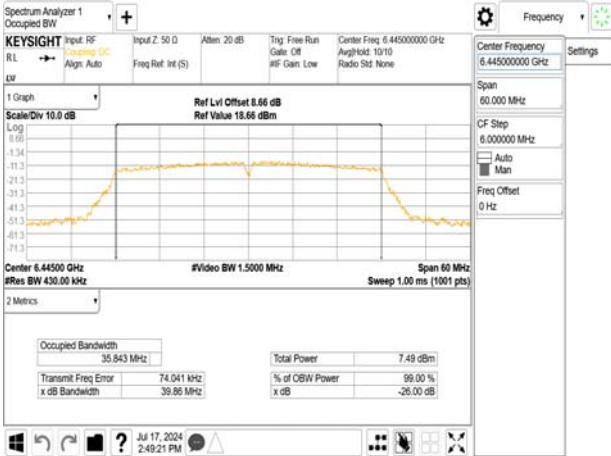 Spectrum Analyzer 1
Occupied BW
+
Frequency
Settings
KEYSIGHT Input: RF
R L
Coupling: DC
Align: Auto
LXI
Input Z: 50 Ω
Freq Ref: Int (S)
Atten: 20 dB
Trig: Free Run
Gate: Off
#IF Gain: Low
Center Freq: 6.445000000 GHz
Avg|Hold: 10/10
Radio Std: None
Center Frequency
6.445000000 GHz
Span
60.000 MHz
CF Step
6.000000 MHz
Auto
Man
Freq Offset
0 Hz
1 Graph
Scale/Div 10.0 dB
Ref Lvl Offset 8.66 dB
Ref Value 18.66 dBm
Log
8.66
-1.34
-11.3
-21.3
-31.3
-41.3
-51.3
-61.3
-71.3
Center 6.44500 GHz
#Res BW 430.00 kHz
#Video BW 1.5000 MHz
Span 60 MHz
Sweep 1.00 ms (1001 pts)
2 Metrics
Occupied Bandwidth
35.843 MHz
Total Power 7.49 dBm
Transmit Freq Error 74.041 kHz
% of OBW Power 99.00 %
x dB Bandwidth 39.86 MHz
x dB -26.00 dB
?
Jul 17, 2024
2:49:21 PM